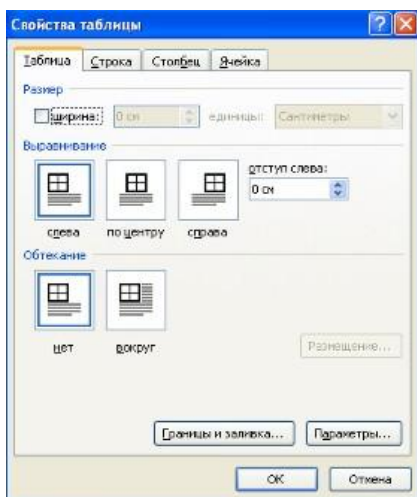 Свойства таблицы
Таблица Строка Столбец Ячейка
Размер
ширина: 0 см единицы: Сантиметры
Выравнивание
отступ слева:
0 см
слева по центру справа
Обтекание
нет вокруг
Размещение...
Границы и заливка... Параметры...
ОК Отмена